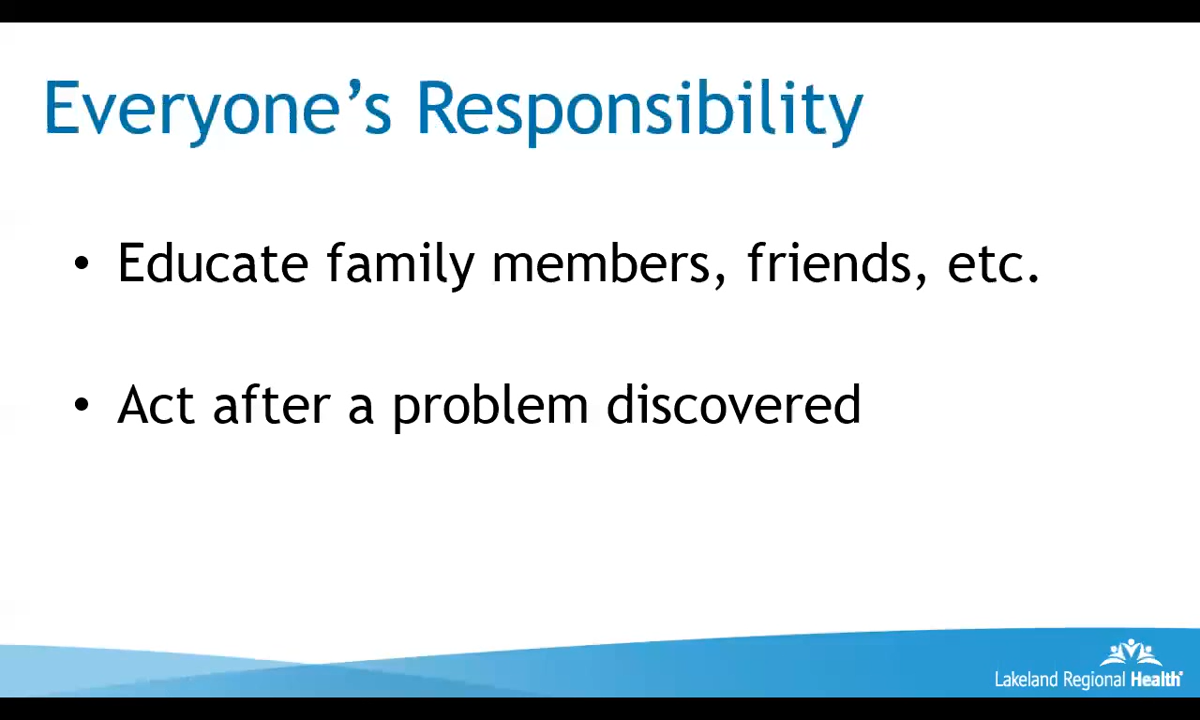 Everyone’s Responsibility
• Educate family members, friends, etc.
• Act after a problem discovered
Lakeland Regional Health